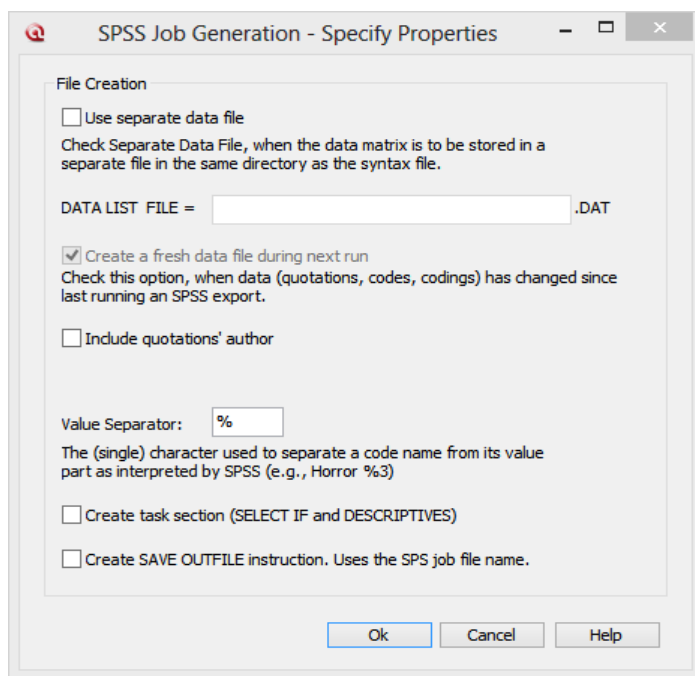 SPSS Job Generation - Specify Properties
File Creation
Use separate data file
Check Separate Data File, when the data matrix is to be stored in a
separate file in the same directory as the syntax file.
DATA LIST FILE = .DAT
Create a fresh data file during next run
Check this option, when data (quotations, codes, codings) has changed since
last running an SPSS export.
Include quotations' author
Value Separator: %
The (single) character used to separate a code name from its value
part as interpreted by SPSS (e.g., Horror %3)
Create task section (SELECT IF and DESCRIPTIVES)
Create SAVE OUTFILE instruction. Uses the SPS job file name.
Ok Cancel Help